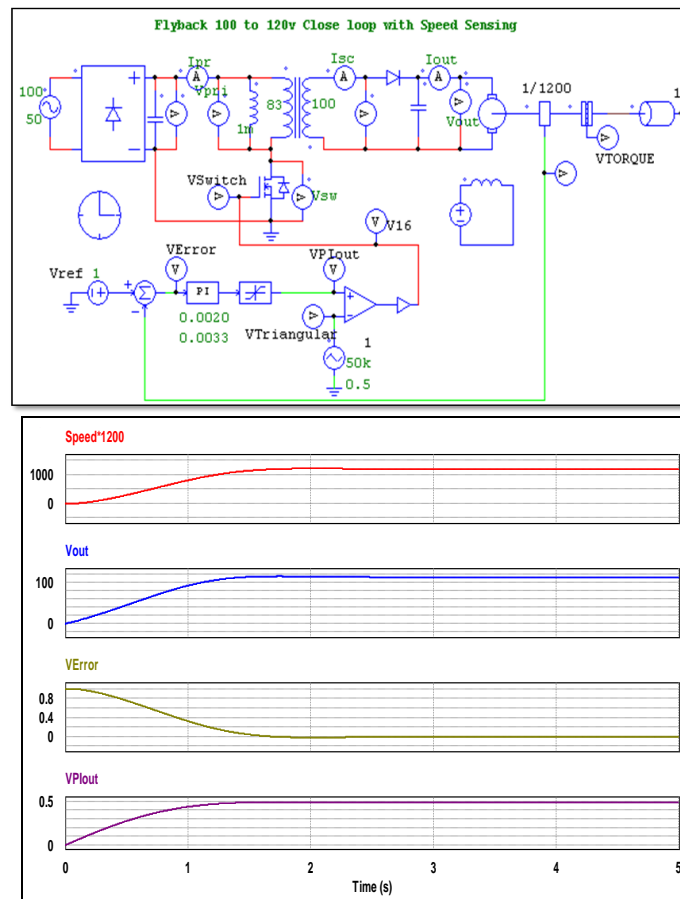 Flyback 100 to 120v Close loop with Speed Sensing
Ipr
Isc
Iout
A
A
A
Vpri
1/1200
1
100
50
83
100
1m
Vout
V
V
V
V
VTORQUE
V
VSwitch
V
Vsw
V
V
V
V16
VError
V
VPIout
V
Vref 1
Σ
PI
0.0020
0.0033
VTriangular
V
1
50k
0.5
Speed*1200
1000
0
Vout
100
0
VError
0.8
0.4
0
VPIout
0.5
0
0 1 2 3 4 5
Time (s)